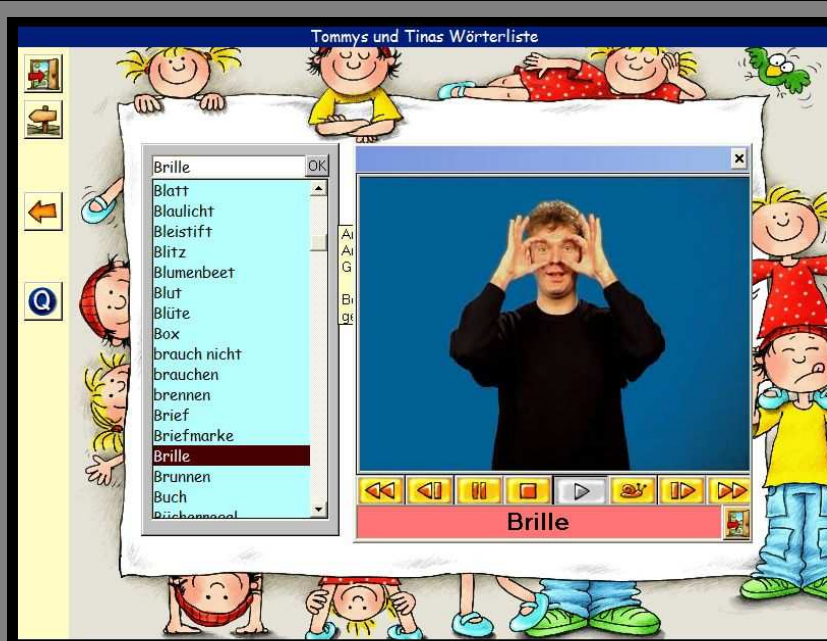 Tommys und Tinas Wörterliste
Brille
OK
Blatt
Blaulicht
Bleistift
Blitz
Blumenbeet
Blut
Blüte
Box
brauch nicht
brauchen
brennen
Brief
Briefmarke
Brille
Brunnen
Buch
Q
Brille